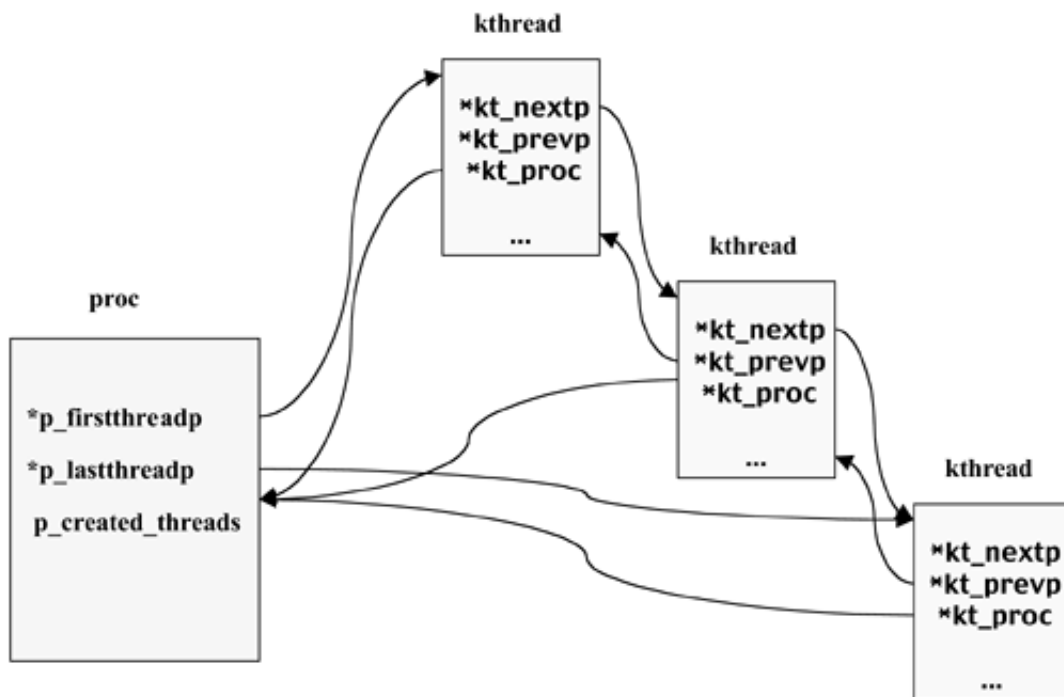 kthread
*kt_nextp
*kt_prevp
*kt_proc
...
kthread
*kt_nextp
*kt_prevp
*kt_proc
...
proc
*p_firstthreadp
*p_lastthreadp
p_created_threads
kthread
*kt_nextp
*kt_prevp
*kt_proc
...